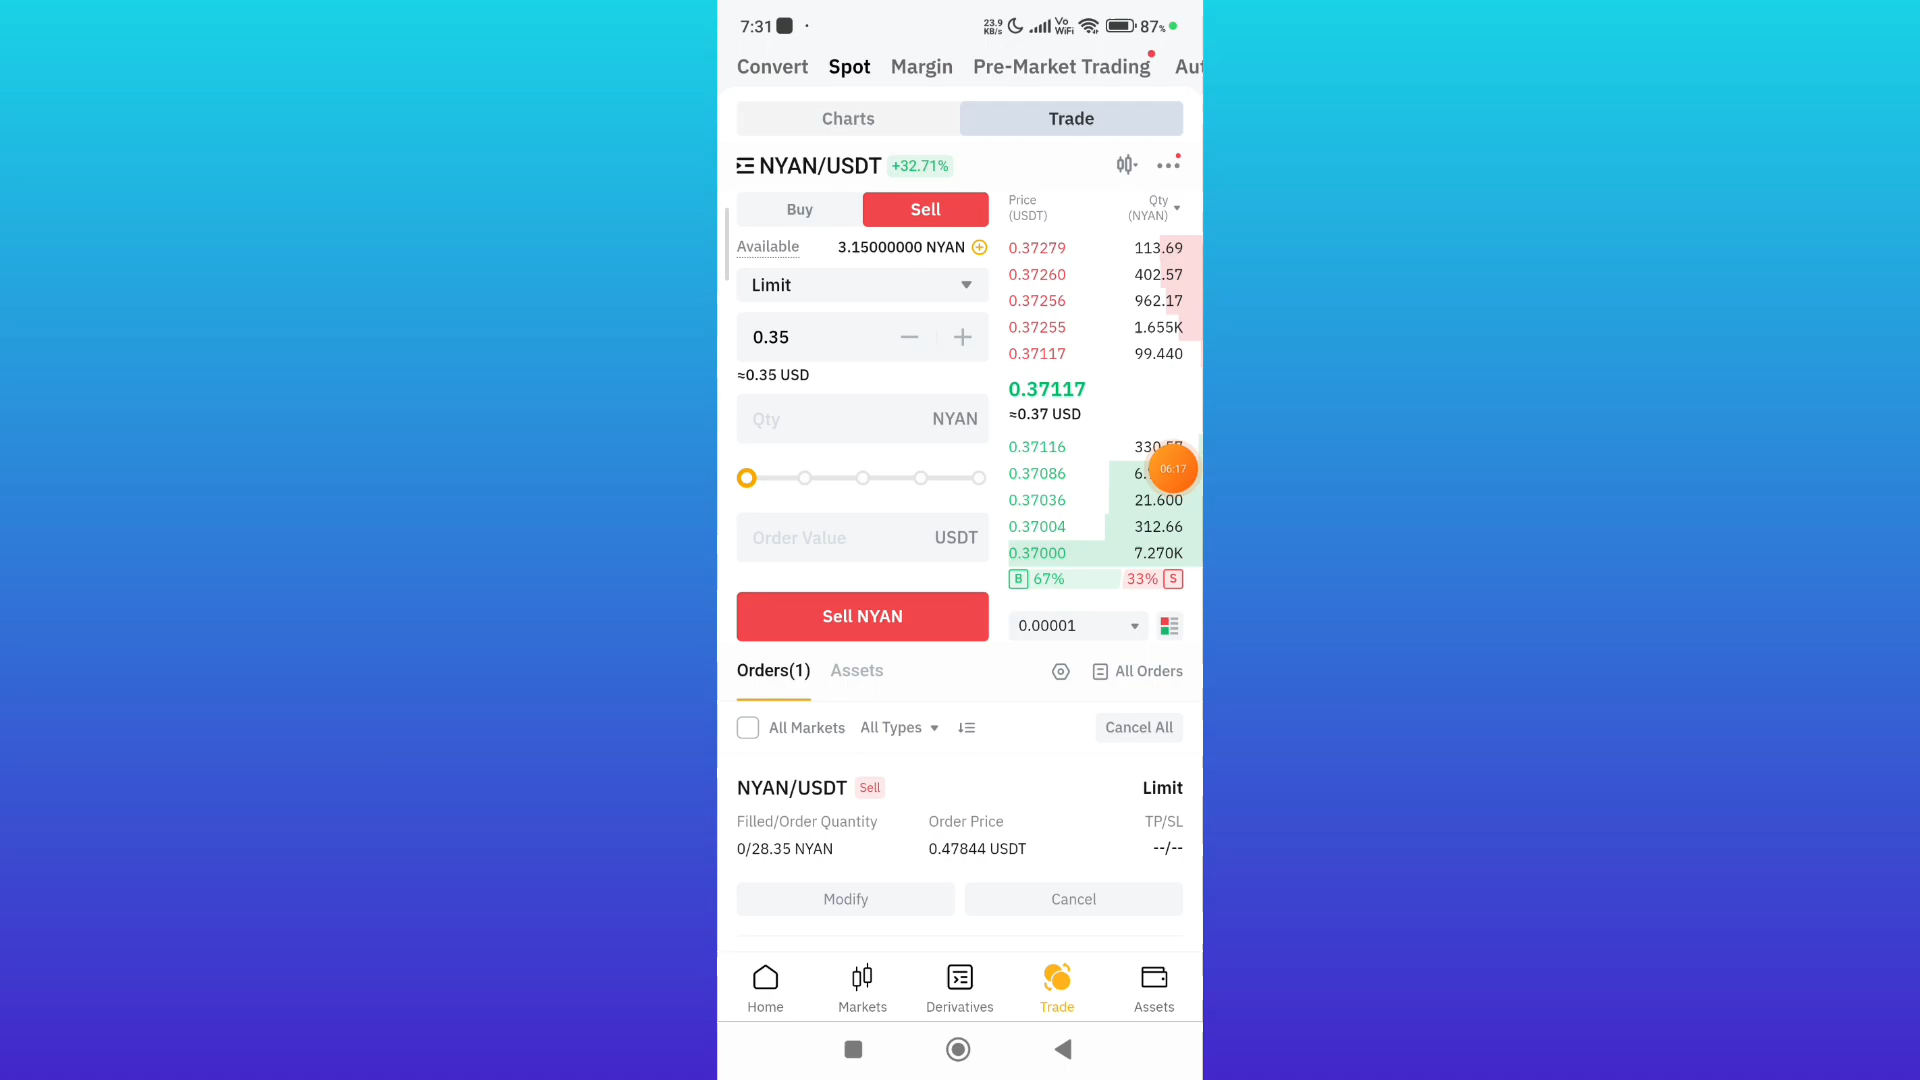 7:31 23.9 KB/s Vo WiFi 87%
Convert Spot Margin Pre-Market Trading Aut
Charts Trade
NYAN/USDT +32.71%
Buy Sell
Available 3.15000000 NYAN
Limit
0.35
≈0.35 USD
Qty NYAN
Order Value USDT
Sell NYAN
Price (USDT) Qty (NYAN)
0.37279 113.69
0.37260 402.57
0.37256 962.17
0.37255 1.655K
0.37117 99.440
0.37117
≈0.37 USD
0.37116
0.37086
06:17
0.37036 21.600
0.37004 312.66
0.37000 7.270K
B 67% 33% S
0.00001
Orders(1) Assets All Orders
All Markets All Types Cancel All
NYAN/USDT Sell Limit
Filled/Order Quantity Order Price TP/SL
0/28.35 NYAN 0.47844 USDT --/--
Modify Cancel
Home Markets Derivatives Trade Assets